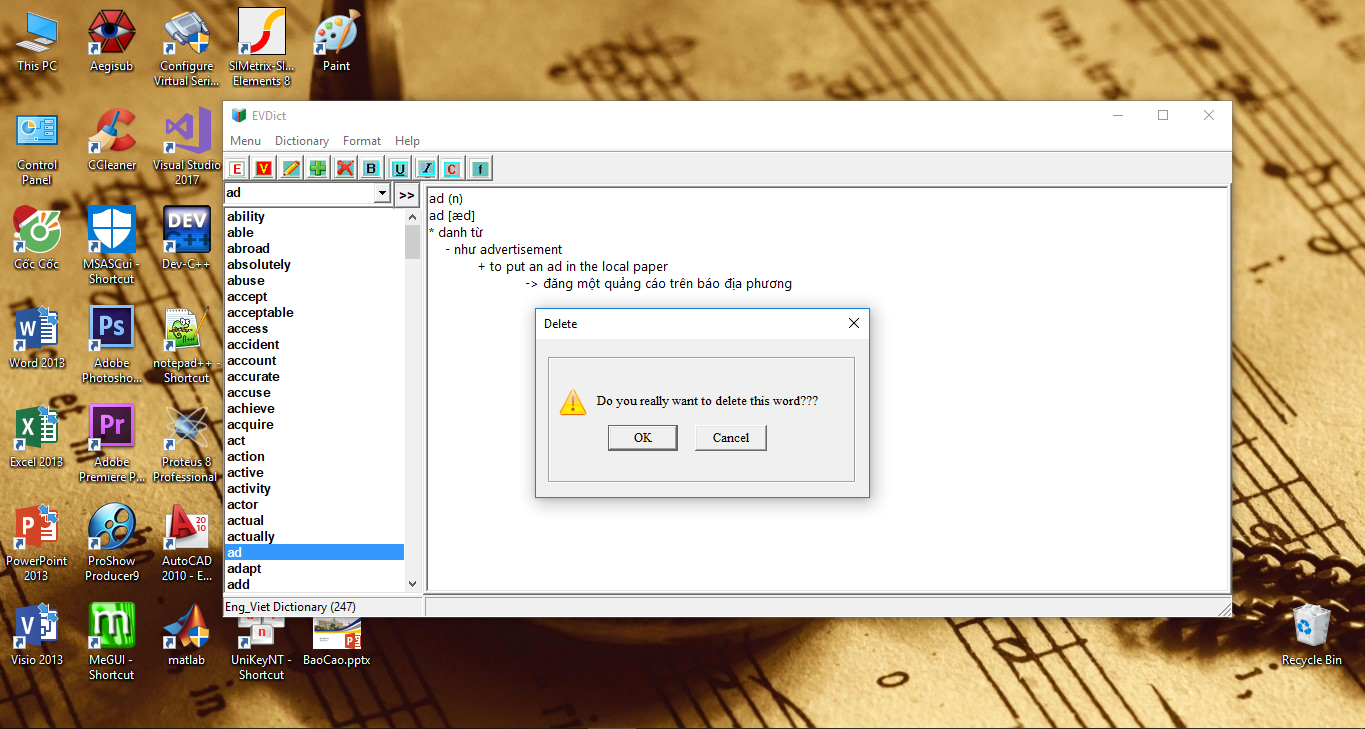 This PC
Aegisub
Configure
Virtual Seri...
SIMetrix-SI...
Elements 8
Paint
Control
Panel
CCleaner
Visual Studio
2017
Cốc Cốc
MSASCui -
Shortcut
DEV
C++
Dev-C++
Word 2013
Ps
Adobe
Photosho...
notepad++ -
Shortcut
Excel 2013
Pr
Adobe
Premiere P...
Proteus 8
Professional
PowerPoint
2013
ProShow
Producer9
2010
AutoCAD
2010 - E...
Visio 2013
MeGUI -
Shortcut
matlab
UniKeyNT -
Shortcut
BaoCao.pptx
Recycle Bin
EVDict
Menu Dictionary Format Help
E V B U I C f
ad >>
ability
able
abroad
absolutely
abuse
accept
acceptable
access
accident
account
accurate
accuse
achieve
acquire
act
action
active
activity
actor
actual
actually
ad
adapt
add
Eng_Viet Dictionary (247)
ad (n)
ad [æd]
* danh từ
- như advertisement
+ to put an ad in the local paper
-> đăng một quảng cáo trên báo địa phương
Delete
Do you really want to delete this word???
OK Cancel